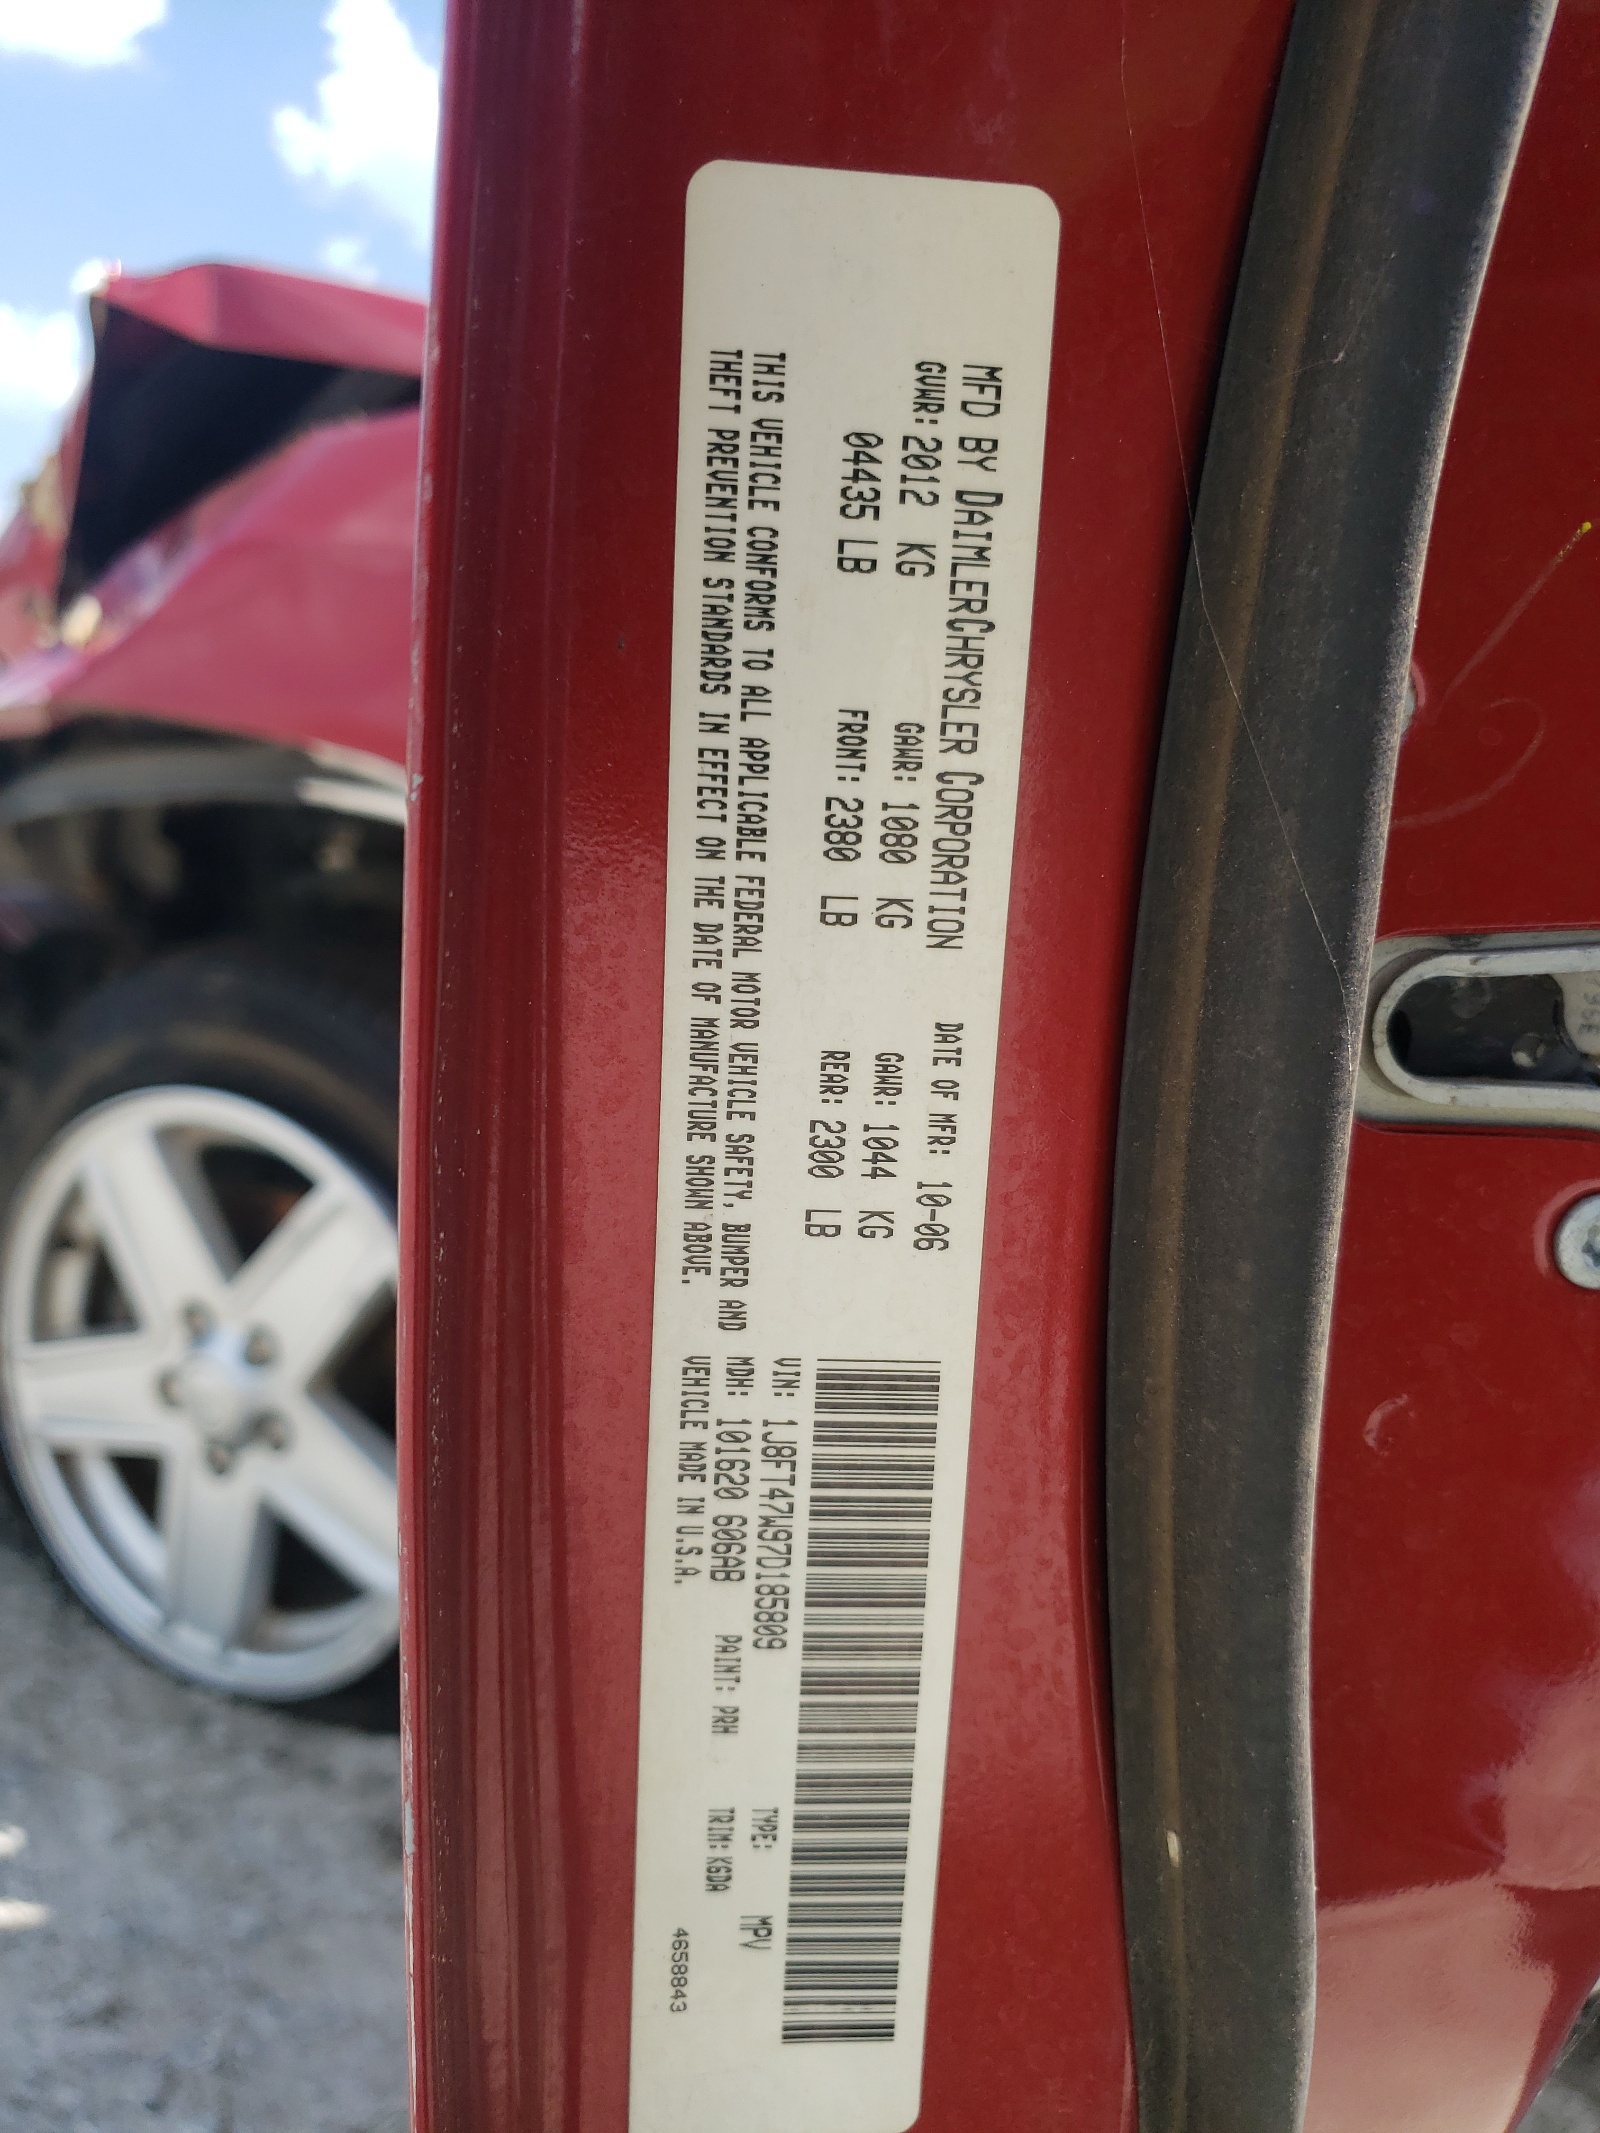 MFD BY DAIMLERCHRYSLER CORPORATION DATE OF MFR: 10-06
GVWR: 2012 KG GAWR: 1080 KG GAWR: 1044 KG
04435 LB FRONT: 2380 LB REAR: 2300 LB
THIS VEHICLE CONFORMS TO ALL APPLICABLE FEDERAL MOTOR VEHICLE SAFETY, BUMPER AND
THEFT PREVENTION STANDARDS IN EFFECT ON THE DATE OF MANUFACTURE SHOWN ABOVE.
VIN: 1J8FT47W97D185809 TYPE: MPV
MDH: 101620 606AB PAINT: PRH TRIM: K6DA
VEHICLE MADE IN U.S.A. 4658843